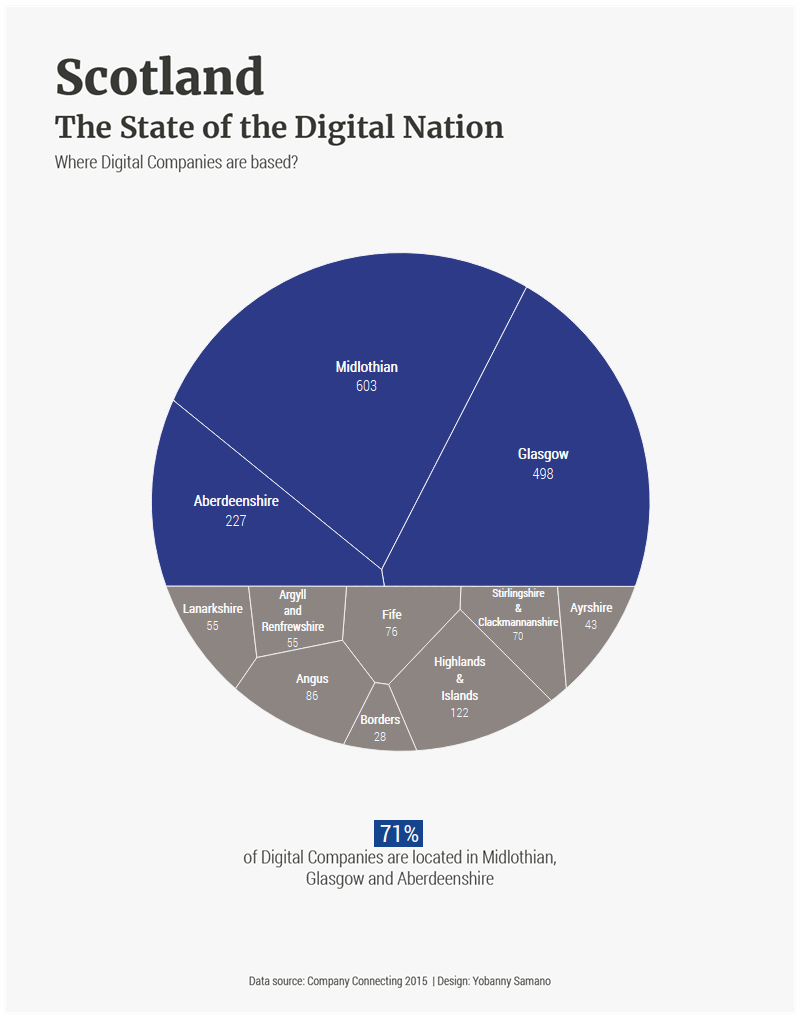 Scotland
The State of the Digital Nation
Where Digital Companies are based?
Midlothian
603
Glasgow
498
Aberdeenshire
227
Lanarkshire
55
Argyll
and
Renfrewshire
55
Fife
76
Stirlingshire
&
Clackmannanshire
70
Ayrshire
43
Angus
86
Highlands
&
Islands
122
Borders
28
71%
of Digital Companies are located in Midlothian,
Glasgow and Aberdeenshire
Data source: Company Connecting 2015 | Design: Yobanny Samano